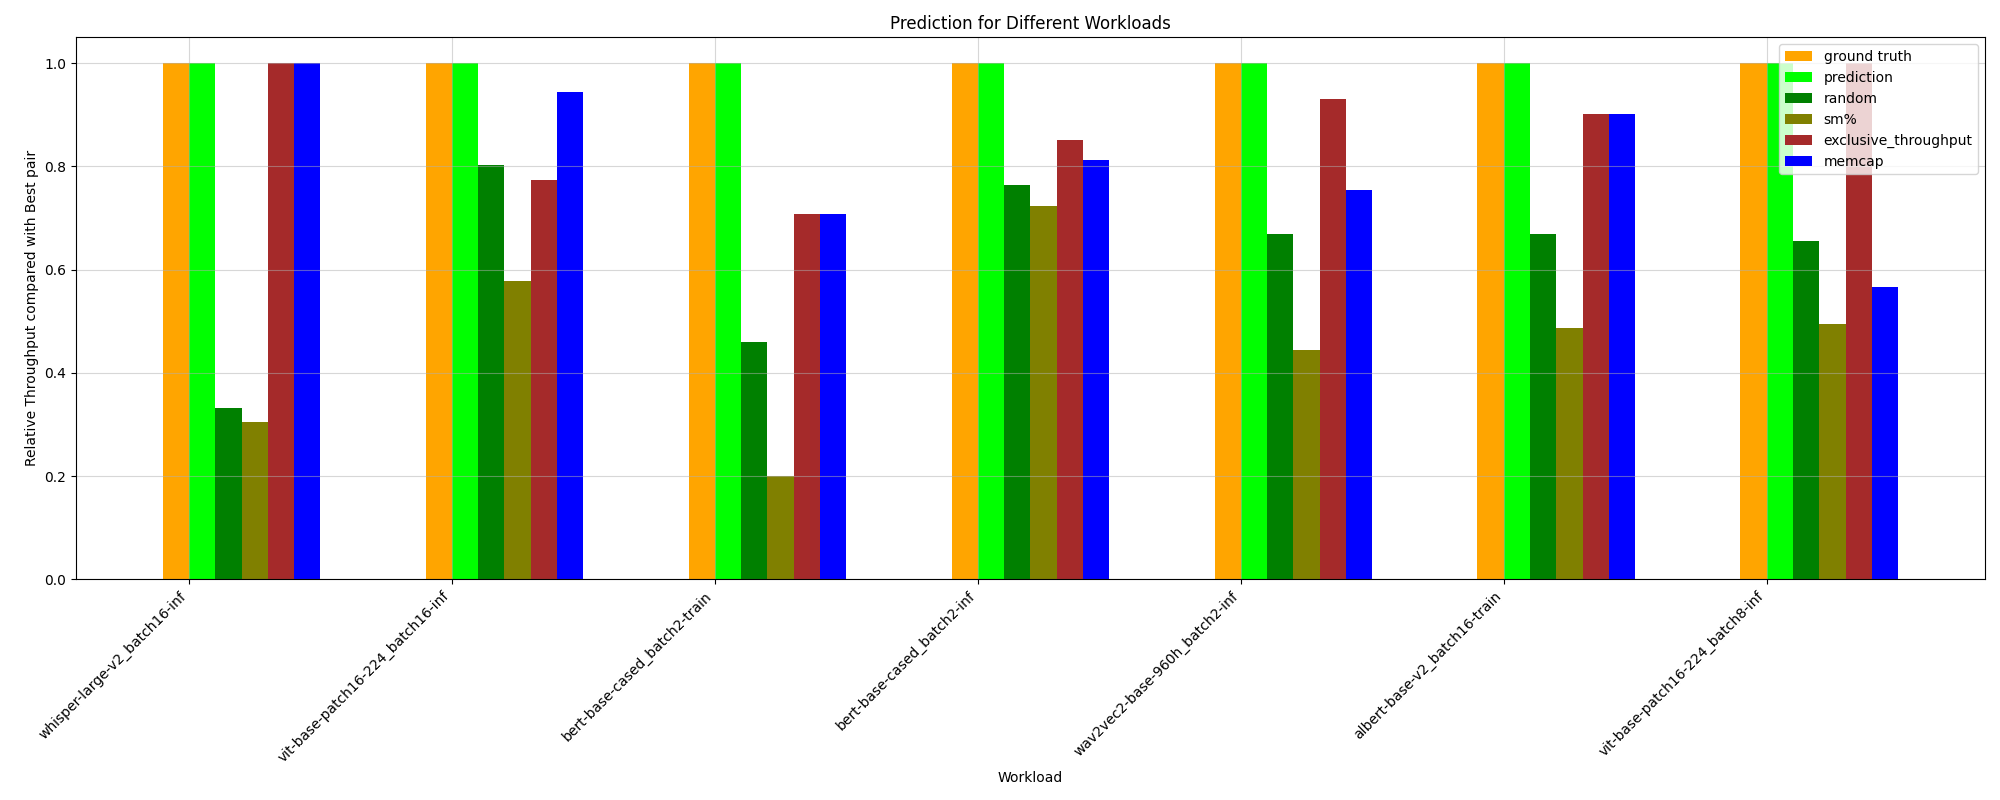 Prediction for Different Workloads
Relative Throughput compared with Best pair
1.0
0.8
0.6
0.4
0.2
0.0
ground truth
prediction
random
sm%
exclusive_throughput
memcap
whisper-large-v2_batch16-inf
vit-base-patch16-224_batch16-inf
bert-base-cased_batch2-train
bert-base-cased_batch2-inf
wav2vec2-base-960h_batch2-inf
albert-base-v2_batch16-train
vit-base-patch16-224_batch8-inf
Workload